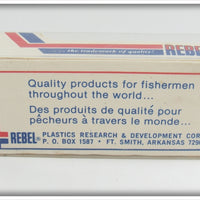 ... the trademark of quality!
REBEL
Quality products for fishermen
throughout the world...
Des produits de qualité pour
pêcheurs à travers le monde...
REBEL® PLASTICS RESEARCH & DEVELOPMENT COR
P. O. BOX 1587 • FT. SMITH, ARKANSAS 729